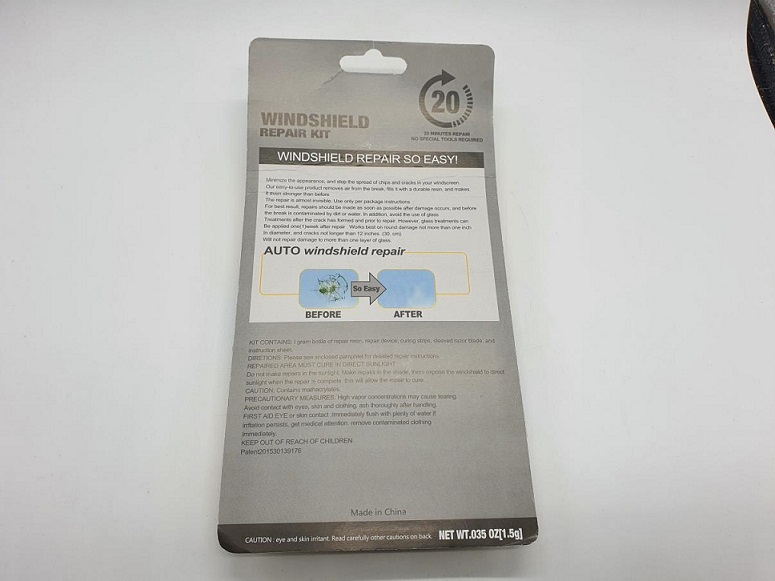 20
WINDSHIELD
REPAIR KIT
20 MINUTES REPAIR
NO SPECIAL TOOLS REQUIRED
WINDSHIELD REPAIR SO EASY!
Minimize the appearance, and stop the spread of chips and cracks in your windscreen.
Our easy-to-use product removes air from the break, fills it with a durable resin, and makes
it even stronger than before
The repair is almost invisible. Use only per package instructions
For best result, repairs should be made as soon as possible after damage occurs, and before
the break is contaminated by dirt or water. In addition, avoid the use of glass
Treatments after the crack has formed and prior to repair. However, glass treatments can
Be applied one(1)week after repair. Works best on round damage not more than one inch
In diameter, and cracks not longer than 12 inches. (30. cm)
Will not repair damage to more than one layer of glass.
AUTO windshield repair
So Easy
BEFORE AFTER
KIT CONTAINS: 1 gram bottle of repair resin, repair device, curing strips, sleeved razor blade, and
instruction sheet.
DIRETIONS: Please see enclosed pamphlet for detailed repair instructions.
REPAIRED AREA MUST CURE IN DIRECT SUNLIGHT
Do not make repairs in the sunlight. Make repairs in the shade, then expose the windshield to direct
sunlight when the repair is complete, this will allow the repair to cure.
CAUTION: Contains methacrylates.
PRECAUTIONARY MEASURES: High vapor concentrations may cause tearing.
Avoid contact with eyes, skin and clothing, ash thoroughly after handling.
FIRST AID:EYE or skin contact: Immediately flush with plenty of water.If
irritation persists, get medical attention, remove contaminated clothing
immediately.
KEEP OUT OF REACH OF CHILDREN.
Patent201530139176
Made in China
CAUTION : eye and skin irritant. Read carefully other cautions on back. NET WT.035 OZ[1.5g]